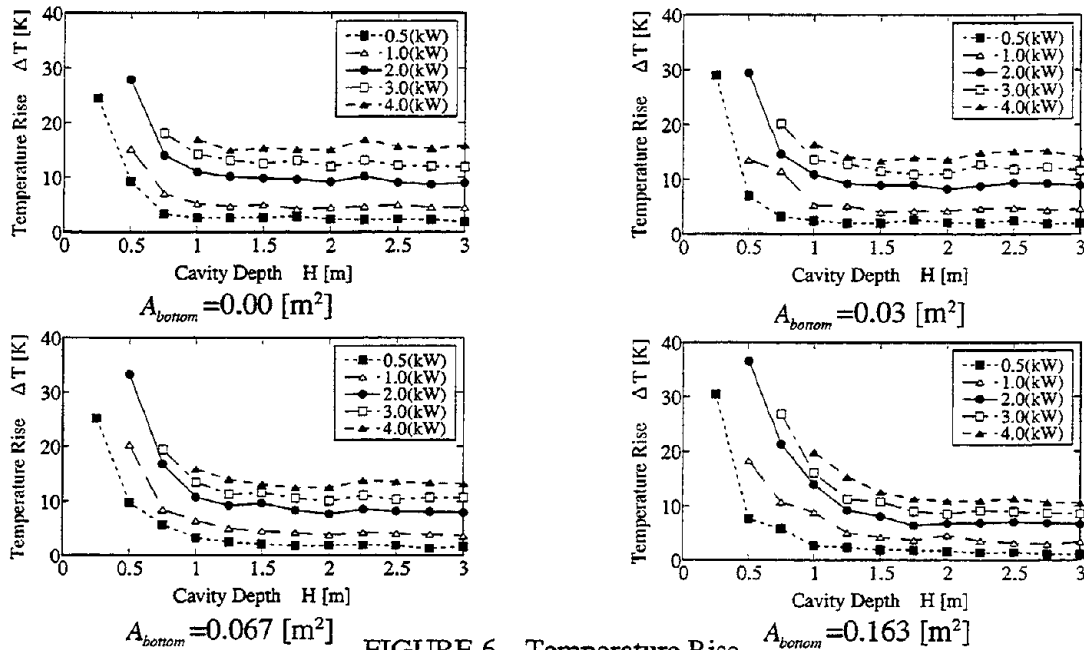 Temperature Rise ΔT [K]
40
30
20
10
0
0 0.5 1 1.5 2 2.5 3
0.5(kW)
1.0(kW)
2.0(kW)
3.0(kW)
4.0(kW)
Cavity Depth H [m]
A_bottom=0.00 [m²]
Temperature Rise ΔT [K]
40
30
20
10
0
0 0.5 1 1.5 2 2.5 3
0.5(kW)
1.0(kW)
2.0(kW)
3.0(kW)
4.0(kW)
Cavity Depth H [m]
A_bottom=0.03 [m²]
Temperature Rise ΔT [K]
40
30
20
10
0
0 0.5 1 1.5 2 2.5 3
0.5(kW)
1.0(kW)
2.0(kW)
3.0(kW)
4.0(kW)
Cavity Depth H [m]
A_bottom=0.067 [m²]
Temperature Rise ΔT [K]
40
30
20
10
0
0 0.5 1 1.5 2 2.5 3
0.5(kW)
1.0(kW)
2.0(kW)
3.0(kW)
4.0(kW)
Cavity Depth H [m]
A_bottom=0.163 [m²]
FIGURE 6 Temperature Rise